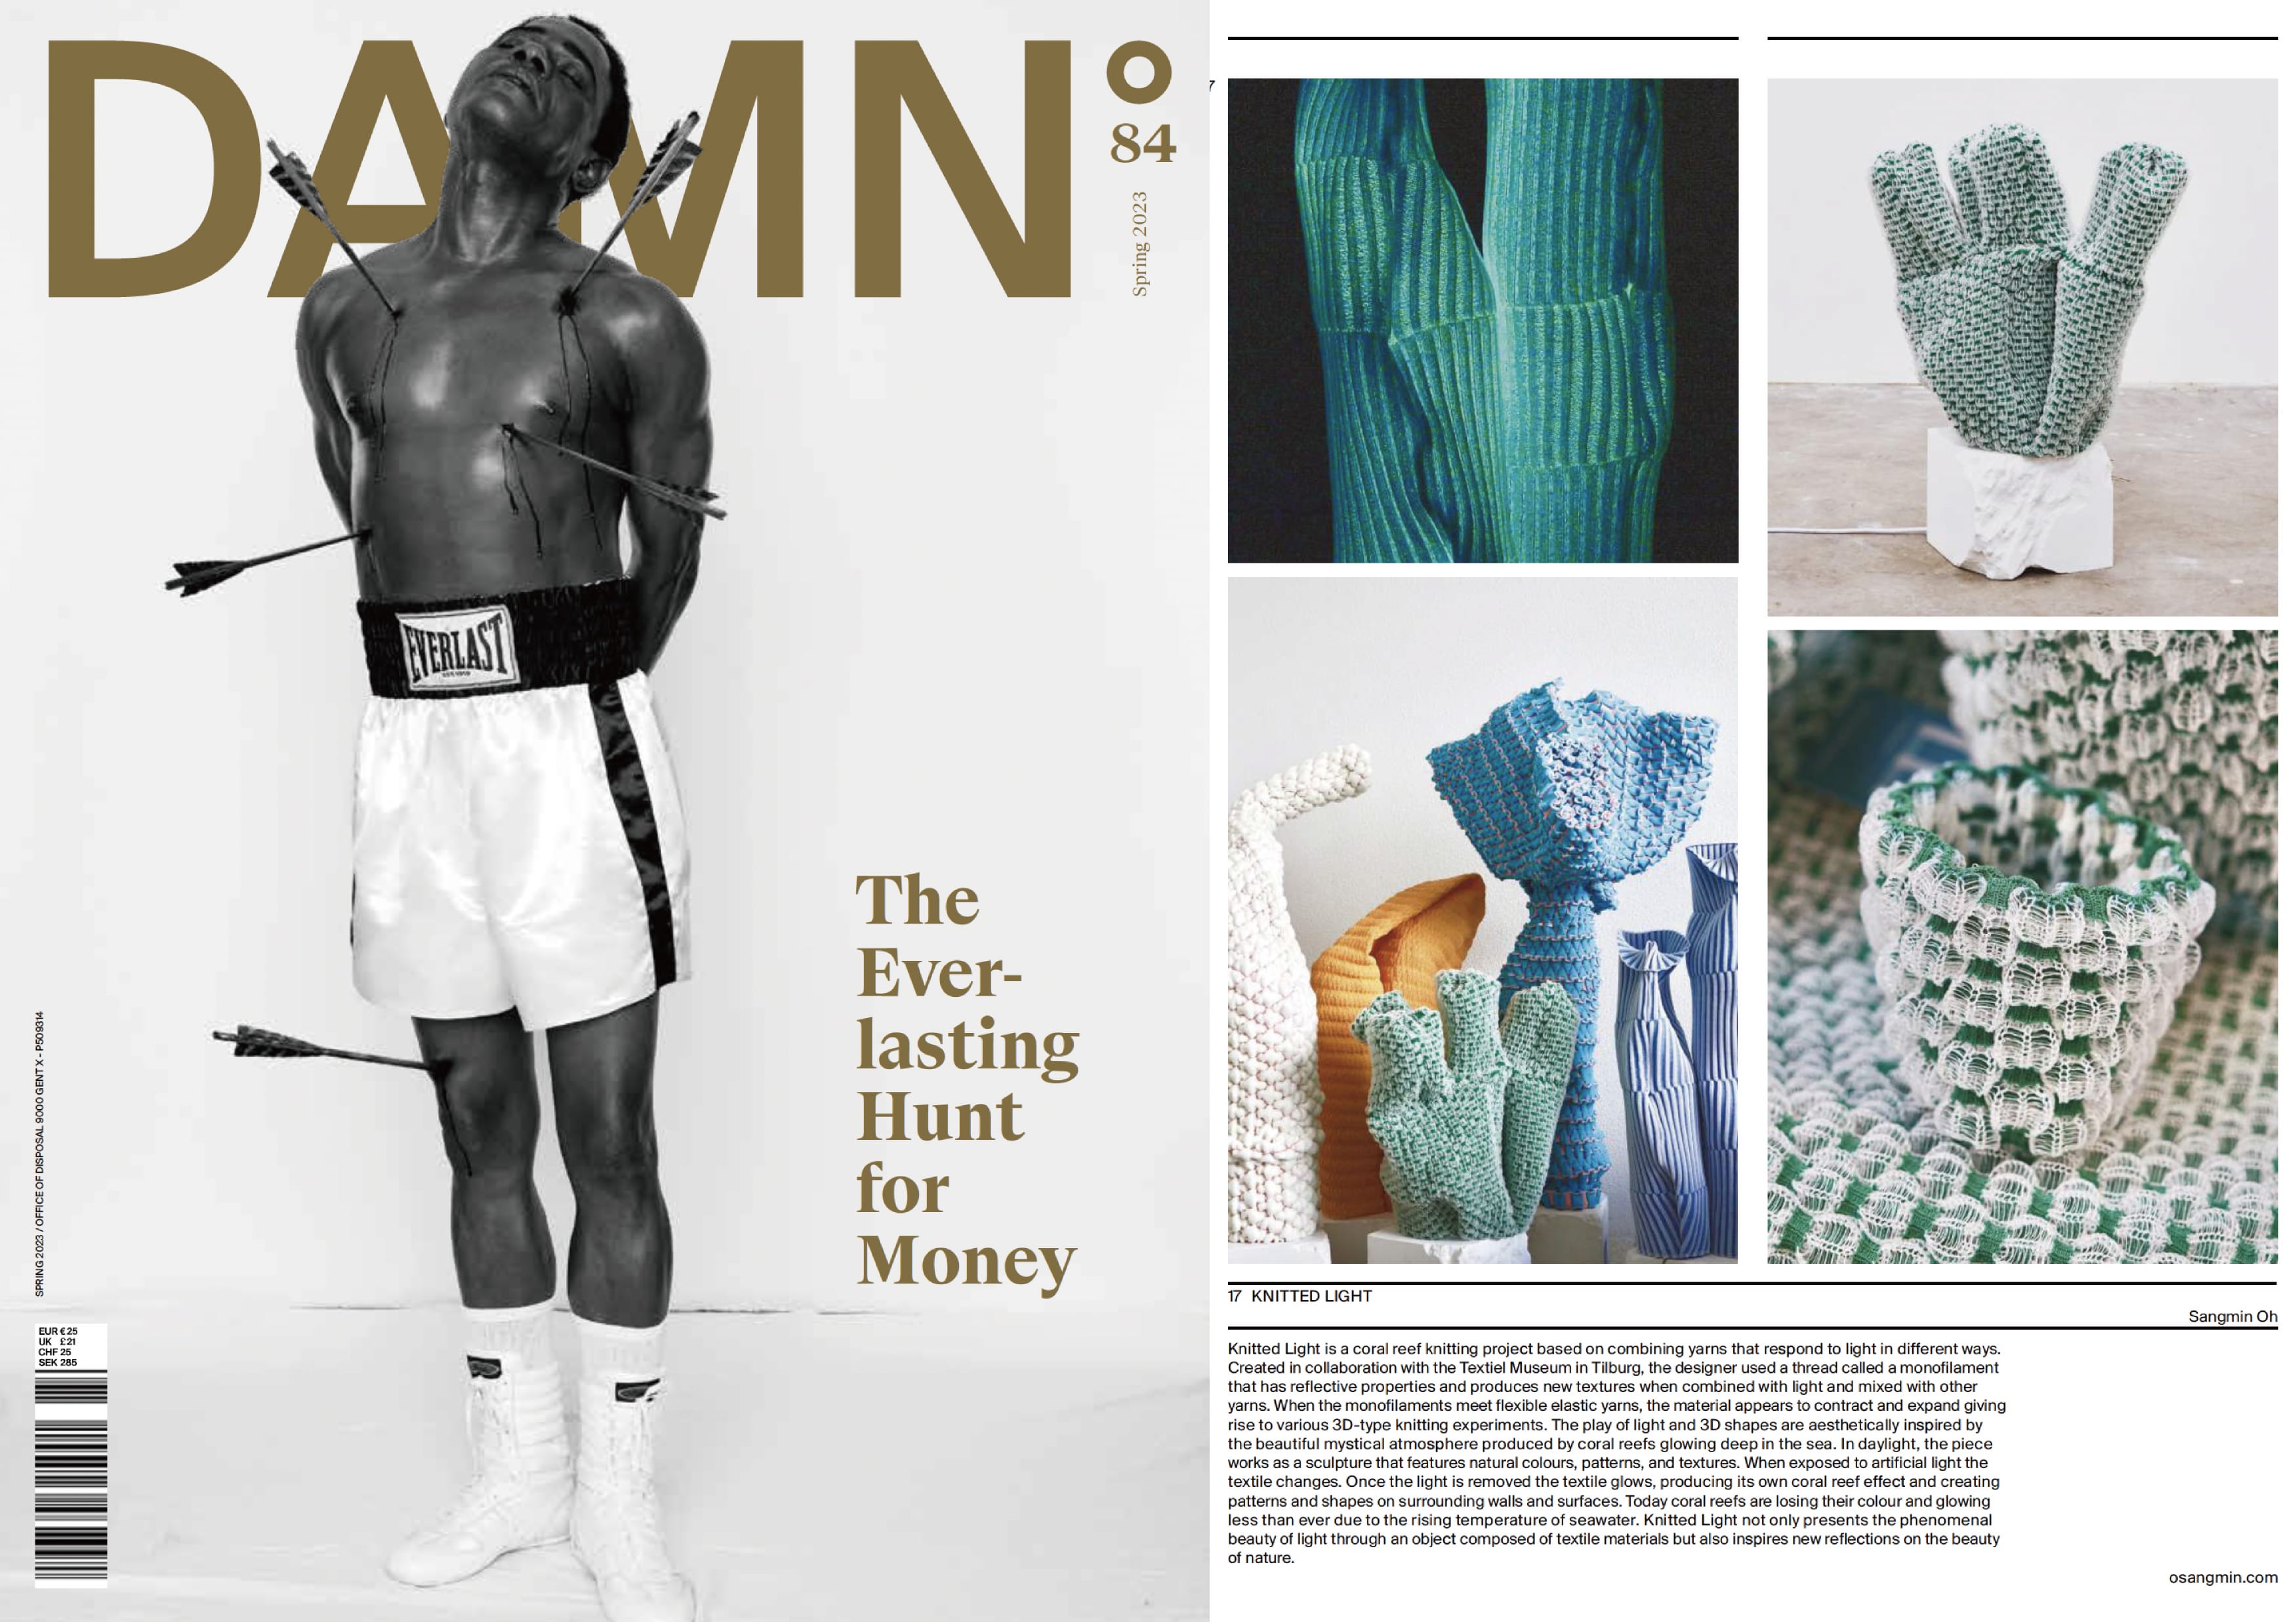 DAMN°
84
Spring 2023
EVERLAST
The
Ever-
lasting
Hunt
for
Money
SPRING 2023 / OFFICE OF DISPOSAL 9000 GENT X - P509314
EUR € 25
UK £21
CHF 25
SEK 285
7
17 KNITTED LIGHT
Sangmin Oh
Knitted Light is a coral reef knitting project based on combining yarns that respond to light in different ways.
Created in collaboration with the Textiel Museum in Tilburg, the designer used a thread called a monofilament
that has reflective properties and produces new textures when combined with light and mixed with other
yarns. When the monofilaments meet flexible elastic yarns, the material appears to contract and expand giving
rise to various 3D-type knitting experiments. The play of light and 3D shapes are aesthetically inspired by
the beautiful mystical atmosphere produced by coral reefs glowing deep in the sea. In daylight, the piece
works as a sculpture that features natural colours, patterns, and textures. When exposed to artificial light the
textile changes. Once the light is removed the textile glows, producing its own coral reef effect and creating
patterns and shapes on surrounding walls and surfaces. Today coral reefs are losing their colour and glowing
less than ever due to the rising temperature of seawater. Knitted Light not only presents the phenomenal
beauty of light through an object composed of textile materials but also inspires new reflections on the beauty
of nature.
osangmin.com